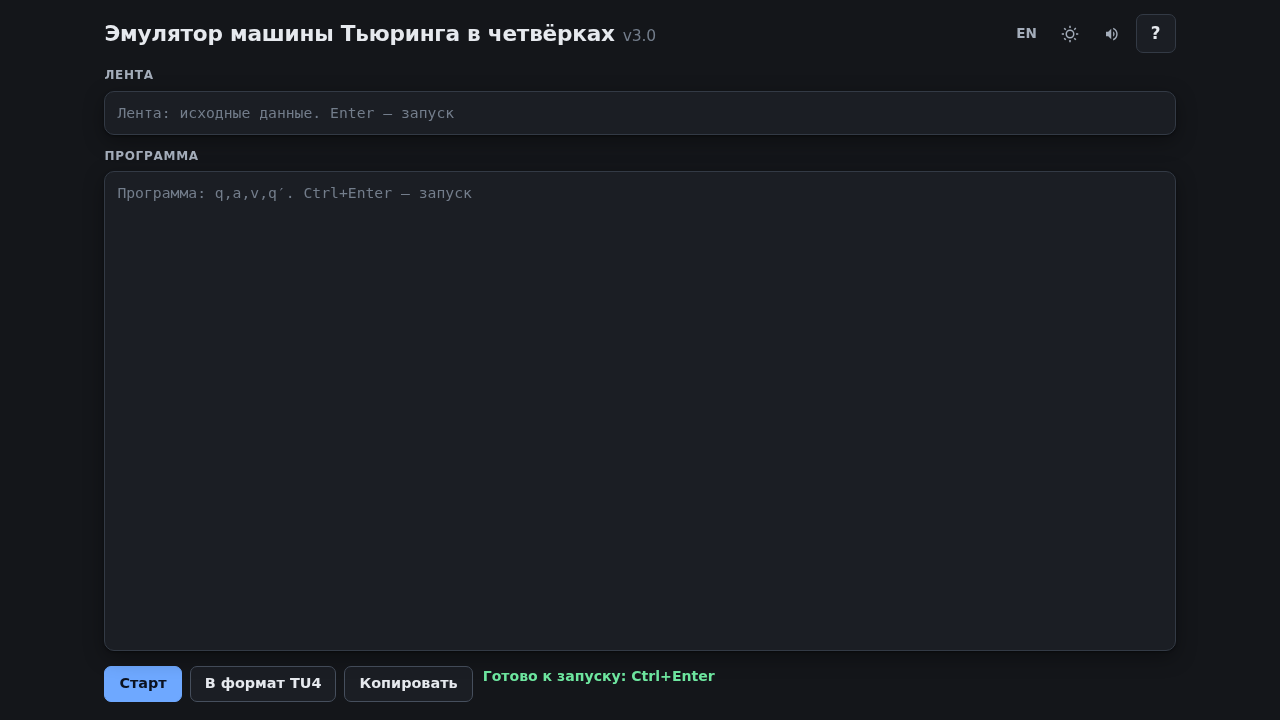 Эмулятор машины Тьюринга в четвёрках v3.0
EN
?
ЛЕНТА
Лента: исходные данные. Enter — запуск
ПРОГРАММА
Программа: q,a,v,q′. Ctrl+Enter — запуск
Старт
В формат TU4
Копировать
Готово к запуску: Ctrl+Enter